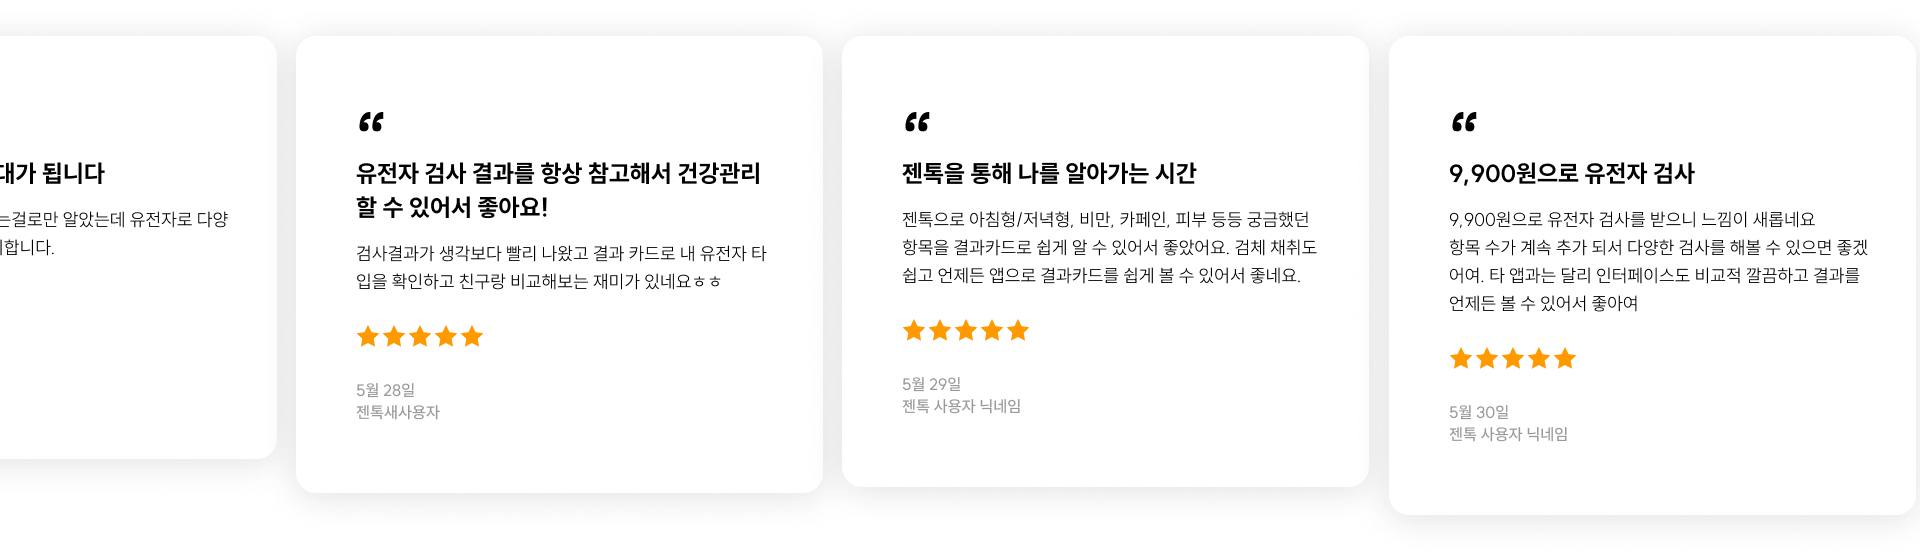 대가 됩니다
는걸로만 알았는데 유전자로 다양
합니다.
“
유전자 검사 결과를 항상 참고해서 건강관리
할 수 있어서 좋아요!
검사결과가 생각보다 빨리 나왔고 결과 카드로 내 유전자 타
입을 확인하고 친구랑 비교해보는 재미가 있네요ㅎㅎ
5월 28일
젠톡새사용자
“
젠톡을 통해 나를 알아가는 시간
젠톡으로 아침형/저녁형, 비만, 카페인, 피부 등등 궁금했던
항목을 결과카드로 쉽게 알 수 있어서 좋았어요. 검체 채취도
쉽고 언제든 앱으로 결과카드를 쉽게 볼 수 있어서 좋네요.
5월 29일
젠톡 사용자 닉네임
“
9,900원으로 유전자 검사
9,900원으로 유전자 검사를 받으니 느낌이 새롭네요
항목 수가 계속 추가 되서 다양한 검사를 해볼 수 있으면 좋겠
어여. 타 앱과는 달리 인터페이스도 비교적 깔끔하고 결과를
언제든 볼 수 있어서 좋아여
5월 30일
젠톡 사용자 닉네임